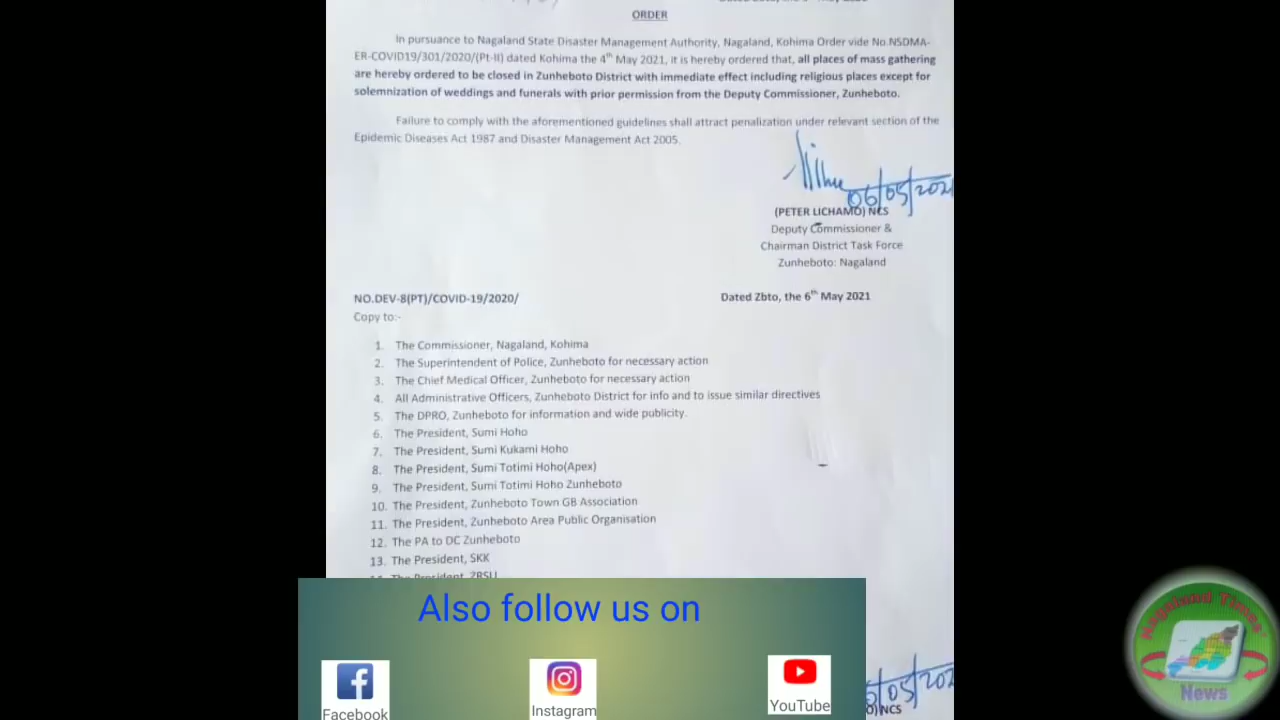 ORDER
In pursuance to Nagaland State Disaster Management Authority, Nagaland, Kohima Order vide No.NSDMA-
ER-COVID19/301/2020/(Pt-II) dated Kohima the 4th May 2021, it is hereby ordered that, all places of mass gathering
are hereby ordered to be closed in Zunheboto District with immediate effect including religious places except for
solemnization of weddings and funerals with prior permission from the Deputy Commissioner, Zunheboto.
Failure to comply with the aforementioned guidelines shall attract penalization under relevant section of the
Epidemic Diseases Act 1987 and Disaster Management Act 2005.
06/05/202
(PETER LICHAMO) NCS
Deputy Commissioner &
Chairman District Task Force
Zunheboto: Nagaland
NO.DEV-8(PT)/COVID-19/2020/ Dated Zbto, the 6th May 2021
Copy to:-
1. The Commissioner, Nagaland, Kohima
2. The Superintendent of Police, Zunheboto for necessary action
3. The Chief Medical Officer, Zunheboto for necessary action
4. All Administrative Officers, Zunheboto District for info and to issue similar directives
5. The DPRO, Zunheboto for information and wide publicity.
6. The President, Sumi Hoho
7. The President, Sumi Kukami Hoho
8. The President, Sumi Totimi Hoho(Apex)
9. The President, Sumi Totimi Hoho Zunheboto
10. The President, Zunheboto Town GB Association
11. The President, Zunheboto Area Public Organisation
12. The PA to DC Zunheboto
13. The President, SKK
The President, ZBSU
Also follow us on
Facebook Instagram YouTube
/05/202
NCS
Nagaland Times
News